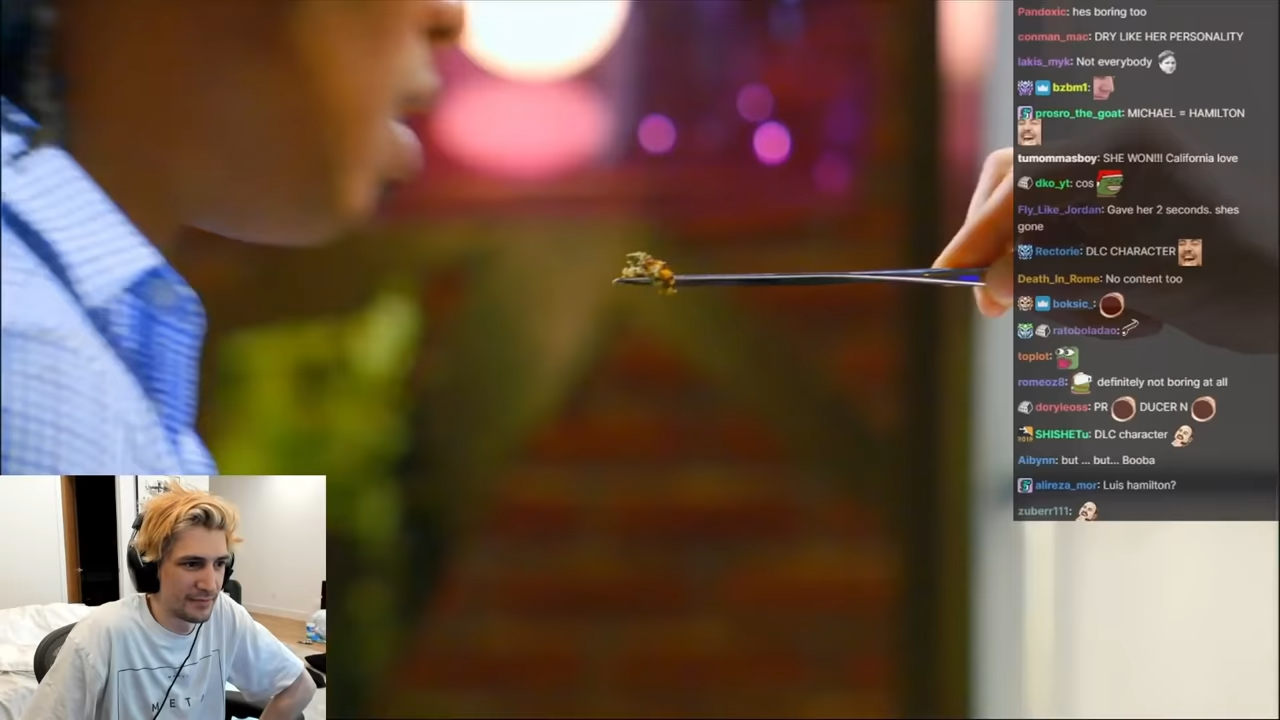 Pandoxic: hes boring too
conman_mac: DRY LIKE HER PERSONALITY
lakis_myk: Not everybody
bzbm1:
prosro_the_goat: MICHAEL = HAMILTON
tumommasboy: SHE WON!!! California love
dko_yt: cos
Fly_Like_Jordan: Gave her 2 seconds. shes
gone
Rectorie: DLC CHARACTER
Death_In_Rome: No content too
boksic_:
ratoboladao:
toplot:
romeoz8: definitely not boring at all
doryleoss: PR DUCER N
SHISHETu: DLC character
Aibynn: but ... but... Booba
alireza_mor: Luis hamilton?
zuberr111:
MET